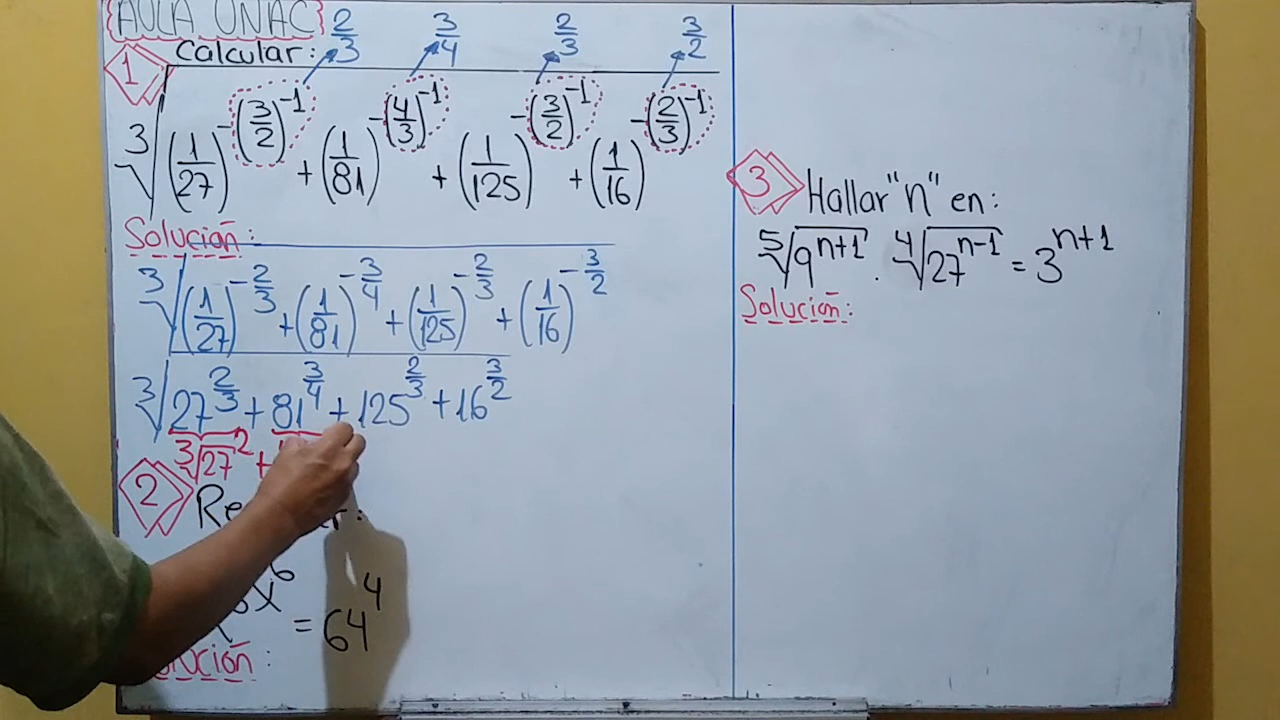 AULA UNAC
1 Calcular: 2/3 3/4 2/3 3/2
∛((1/27)^(-(3/2)^(-1)) + (1/81)^(-(4/3)^(-1)) + (1/125)^(-(3/2)^(-1)) + (1/16)^(-(2/3)^(-1)))
Solución:
∛((1/27)^(-2/3) + (1/81)^(-3/4) + (1/125)^(-2/3) + (1/16)^(-3/2))
∛(27^(2/3) + 81^(3/4) + 125^(2/3) + 16^(3/2))
∛27² +
2
= 64⁴
3 Hallar "n" en:
⁵√(9^(n+1)) . ⁴√(27^(n-1)) = 3^(n+1)
Solución: